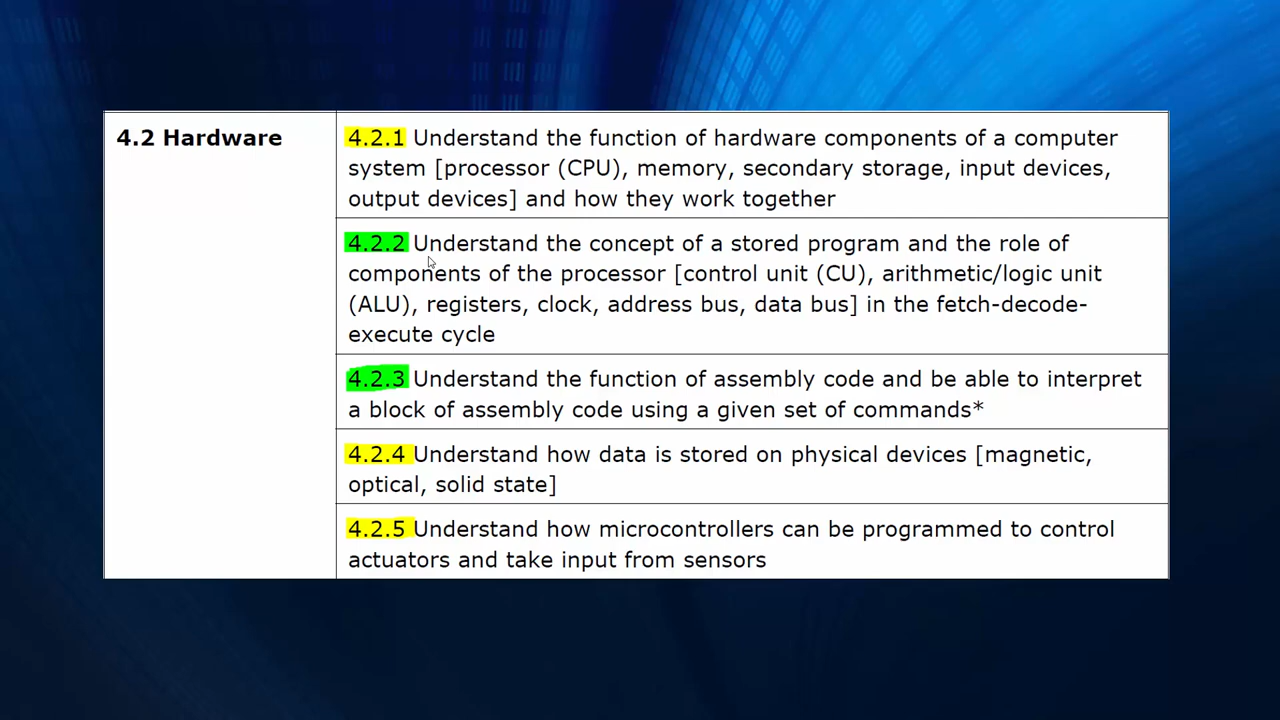 4.2 Hardware
4.2.1 Understand the function of hardware components of a computer
system [processor (CPU), memory, secondary storage, input devices,
output devices] and how they work together
4.2.2 Understand the concept of a stored program and the role of
components of the processor [control unit (CU), arithmetic/logic unit
(ALU), registers, clock, address bus, data bus] in the fetch-decode-
execute cycle
4.2.3 Understand the function of assembly code and be able to interpret
a block of assembly code using a given set of commands*
4.2.4 Understand how data is stored on physical devices [magnetic,
optical, solid state]
4.2.5 Understand how microcontrollers can be programmed to control
actuators and take input from sensors